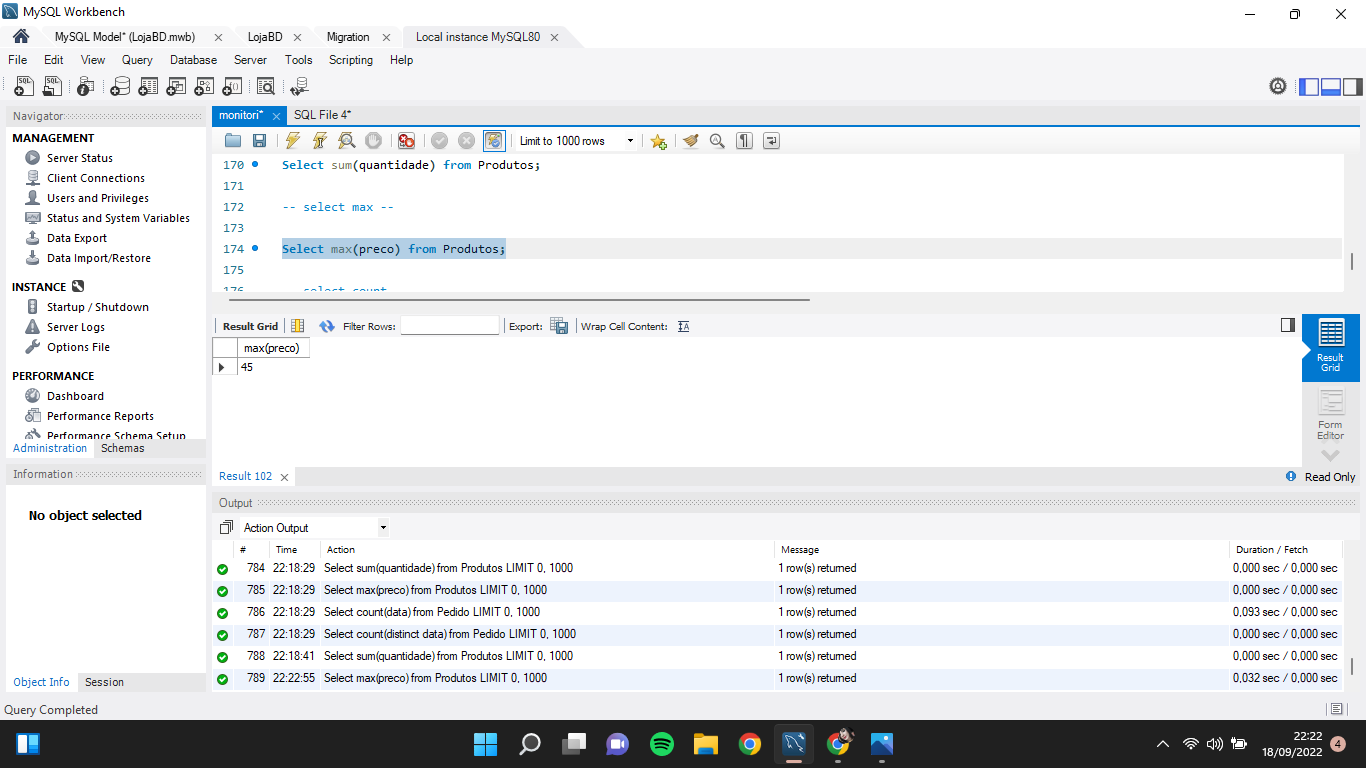 MySQL Workbench
MySQL Model* (LojaBD.mwb) LojaBD Migration Local instance MySQL80
File Edit View Query Database Server Tools Scripting Help
Navigator
MANAGEMENT
Server Status
Client Connections
Users and Privileges
Status and System Variables
Data Export
Data Import/Restore
INSTANCE
Startup / Shutdown
Server Logs
Options File
PERFORMANCE
Dashboard
Performance Reports
Performance Schema Setup
Administration Schemas
Information
No object selected
Object Info Session
monitori* SQL File 4*
Limit to 1000 rows
170 Select sum(quantidade) from Produtos;
171
172 -- select max --
173
174 Select max(preco) from Produtos;
175
176 select count
Result Grid Filter Rows: Export: Wrap Cell Content:
max(preco)
45
Result Grid
Form Editor
Result 102 Read Only
Output
Action Output
# Time Action Message Duration / Fetch
784 22:18:29 Select sum(quantidade) from Produtos LIMIT 0, 1000 1 row(s) returned 0,000 sec / 0,000 sec
785 22:18:29 Select max(preco) from Produtos LIMIT 0, 1000 1 row(s) returned 0,000 sec / 0,000 sec
786 22:18:29 Select count(data) from Pedido LIMIT 0, 1000 1 row(s) returned 0,093 sec / 0,000 sec
787 22:18:29 Select count(distinct data) from Pedido LIMIT 0, 1000 1 row(s) returned 0,000 sec / 0,000 sec
788 22:18:41 Select sum(quantidade) from Produtos LIMIT 0, 1000 1 row(s) returned 0,000 sec / 0,000 sec
789 22:22:55 Select max(preco) from Produtos LIMIT 0, 1000 1 row(s) returned 0,032 sec / 0,000 sec
Query Completed
22:22
18/09/2022 4